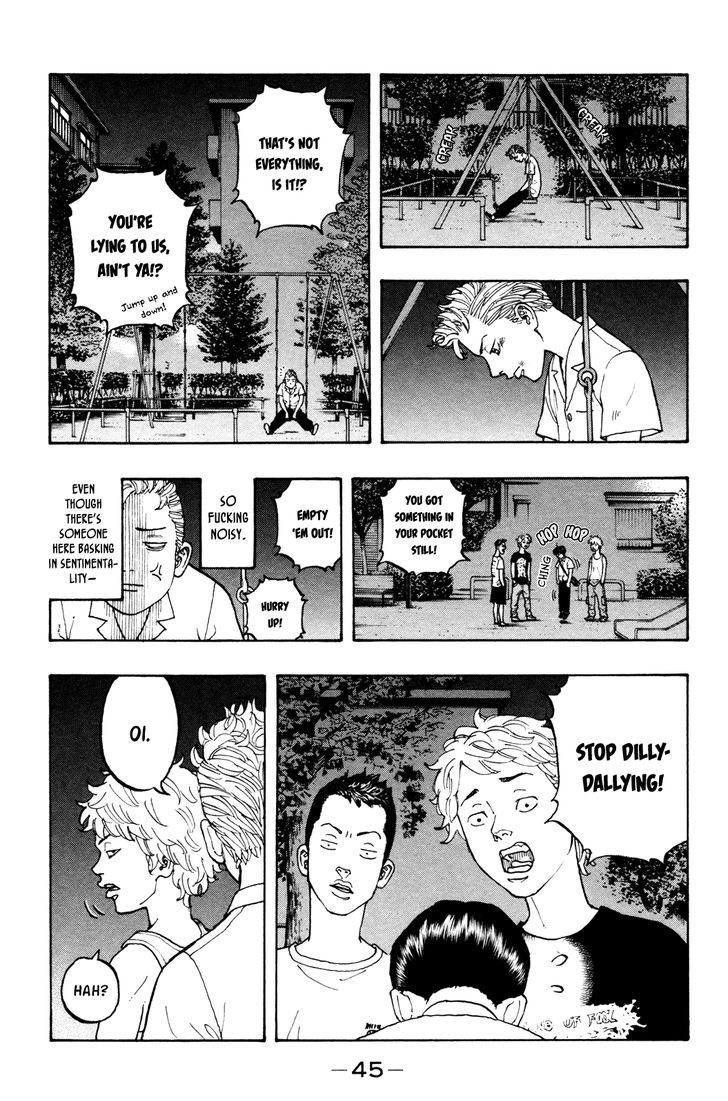 CREAK
CREAK
THAT'S NOT
EVERYTHING,
IS IT!?
YOU'RE
LYING TO US,
AIN'T YA!?
Jump up and
down!
YOU GOT
SOMETHING IN
YOUR POCKET
STILL!
HOP HOP
CHING
EMPTY
'EM OUT!
HURRY
UP!
SO
FUCKING
NOISY.
EVEN
THOUGH
THERE'S
SOMEONE
HERE BASKING
IN SENTIMENTA-
LITY—
STOP DILLY-
DALLYING!
OI.
HAH?
—45—